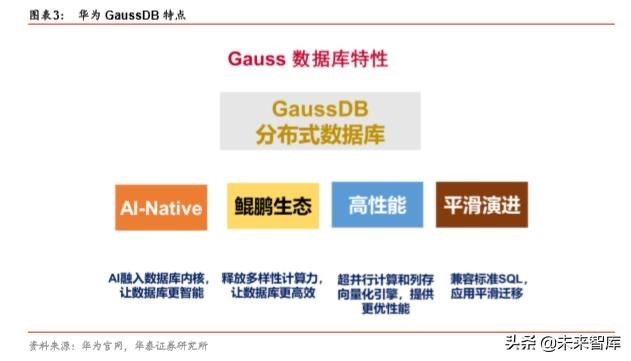 图表3： 华为 GaussDB 特点
Gauss 数据库特性
GaussDB
分布式数据库
AI-Native
鲲鹏生态
高性能
平滑演进
AI融入数据库内核，
让数据库更智能
释放多样性计算力，
让数据库更高效
超并行计算和列存
向量化引擎，提供
更优性能
兼容标准SQL，
应用平滑迁移
资料来源：华为官网，华泰证券研究所
头条 @未来智库